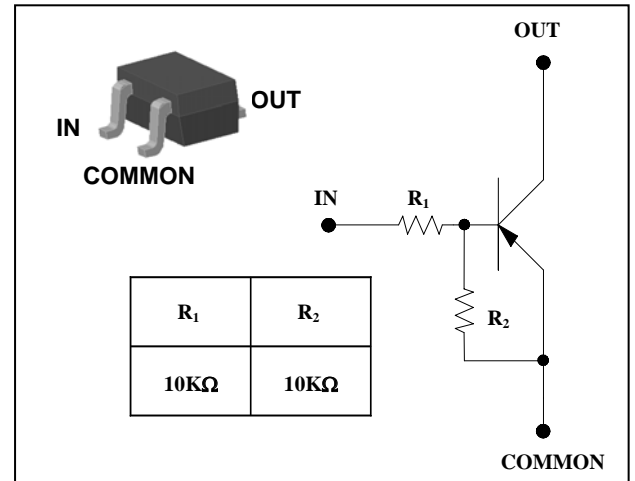 OUT
IN
COMMON
OUT
IN
R₁
R₂
R₁ R₂
10KΩ 10KΩ
COMMON